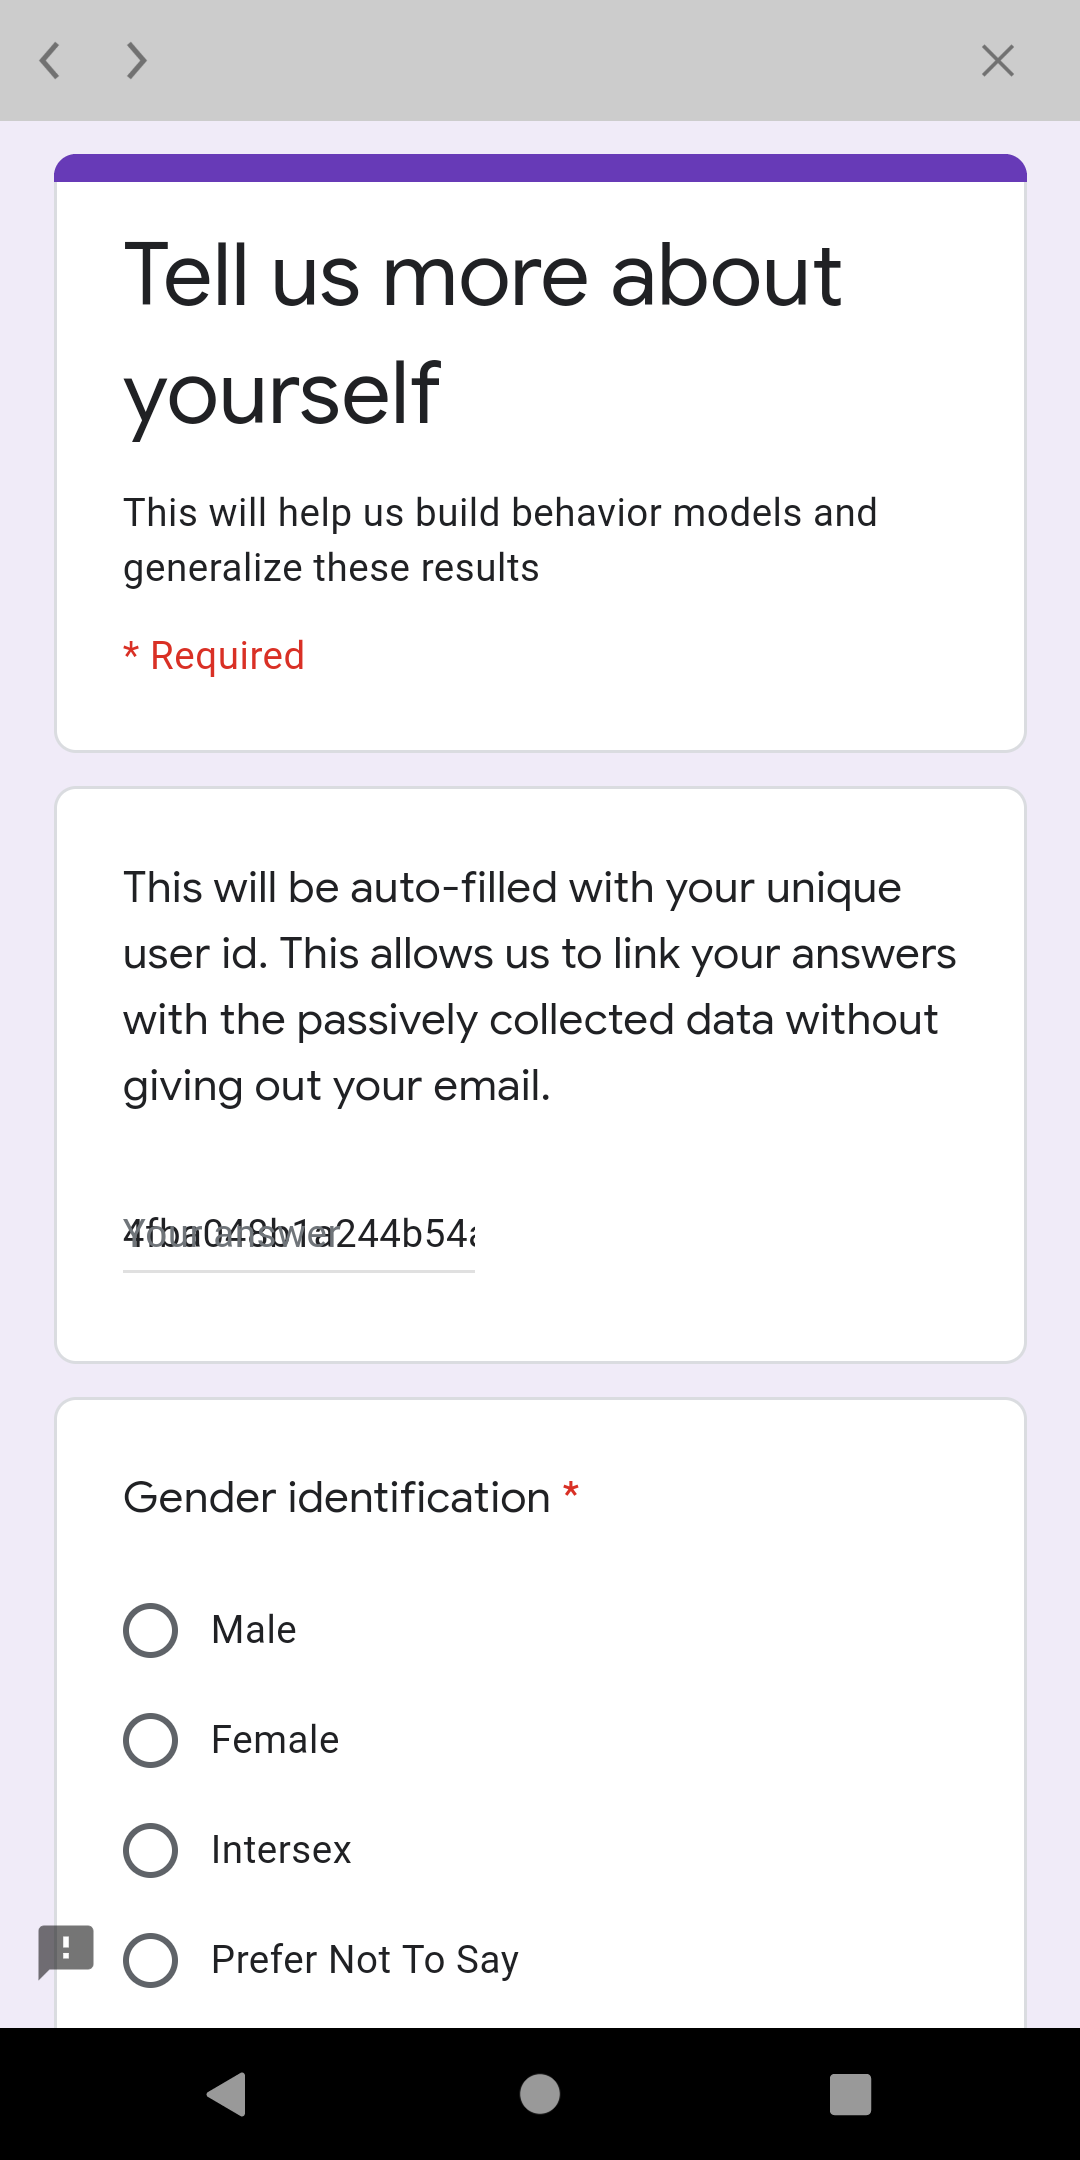 Tell us more about
yourself
This will help us build behavior models and
generalize these results
* Required
This will be auto-filled with your unique
user id. This allows us to link your answers
with the passively collected data without
giving out your email.
Your answer
4fba048b1a244b54
Gender identification *
Male
Female
Intersex
Prefer Not To Say